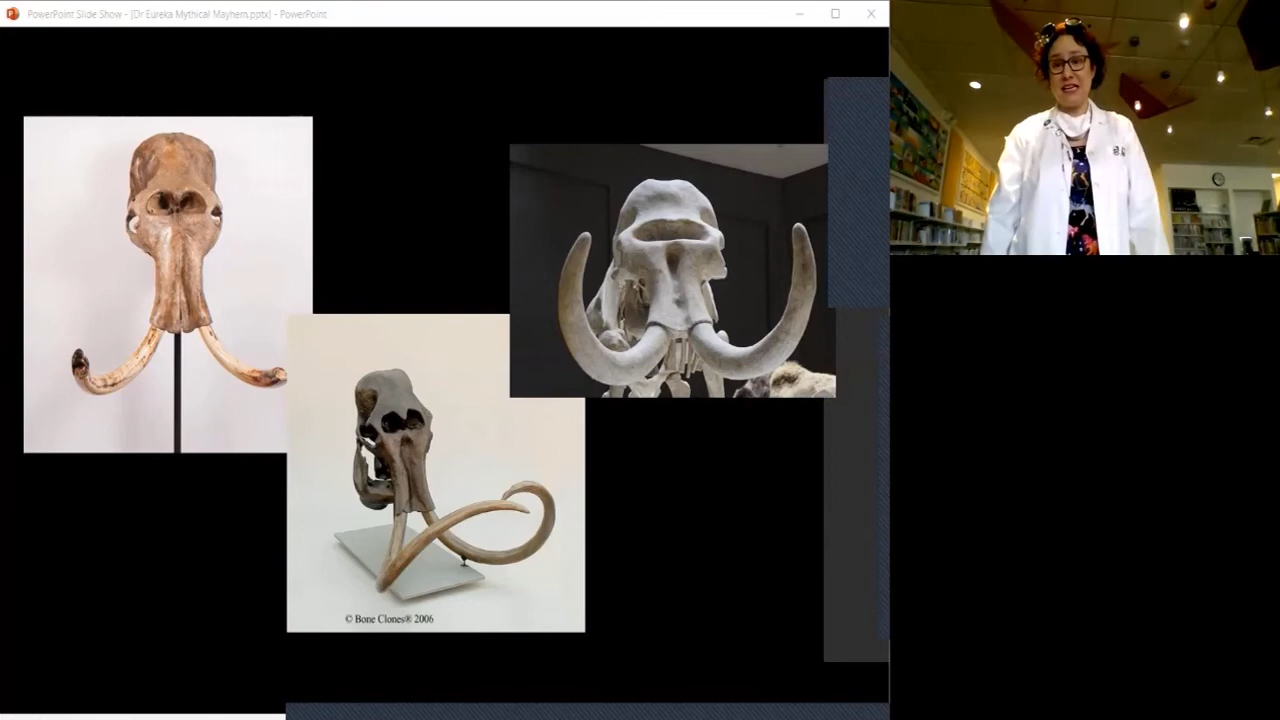 PowerPoint Slide Show - [Dr Eureka Mythical Mayhem.pptx] - PowerPoint
© Bone Clones® 2006